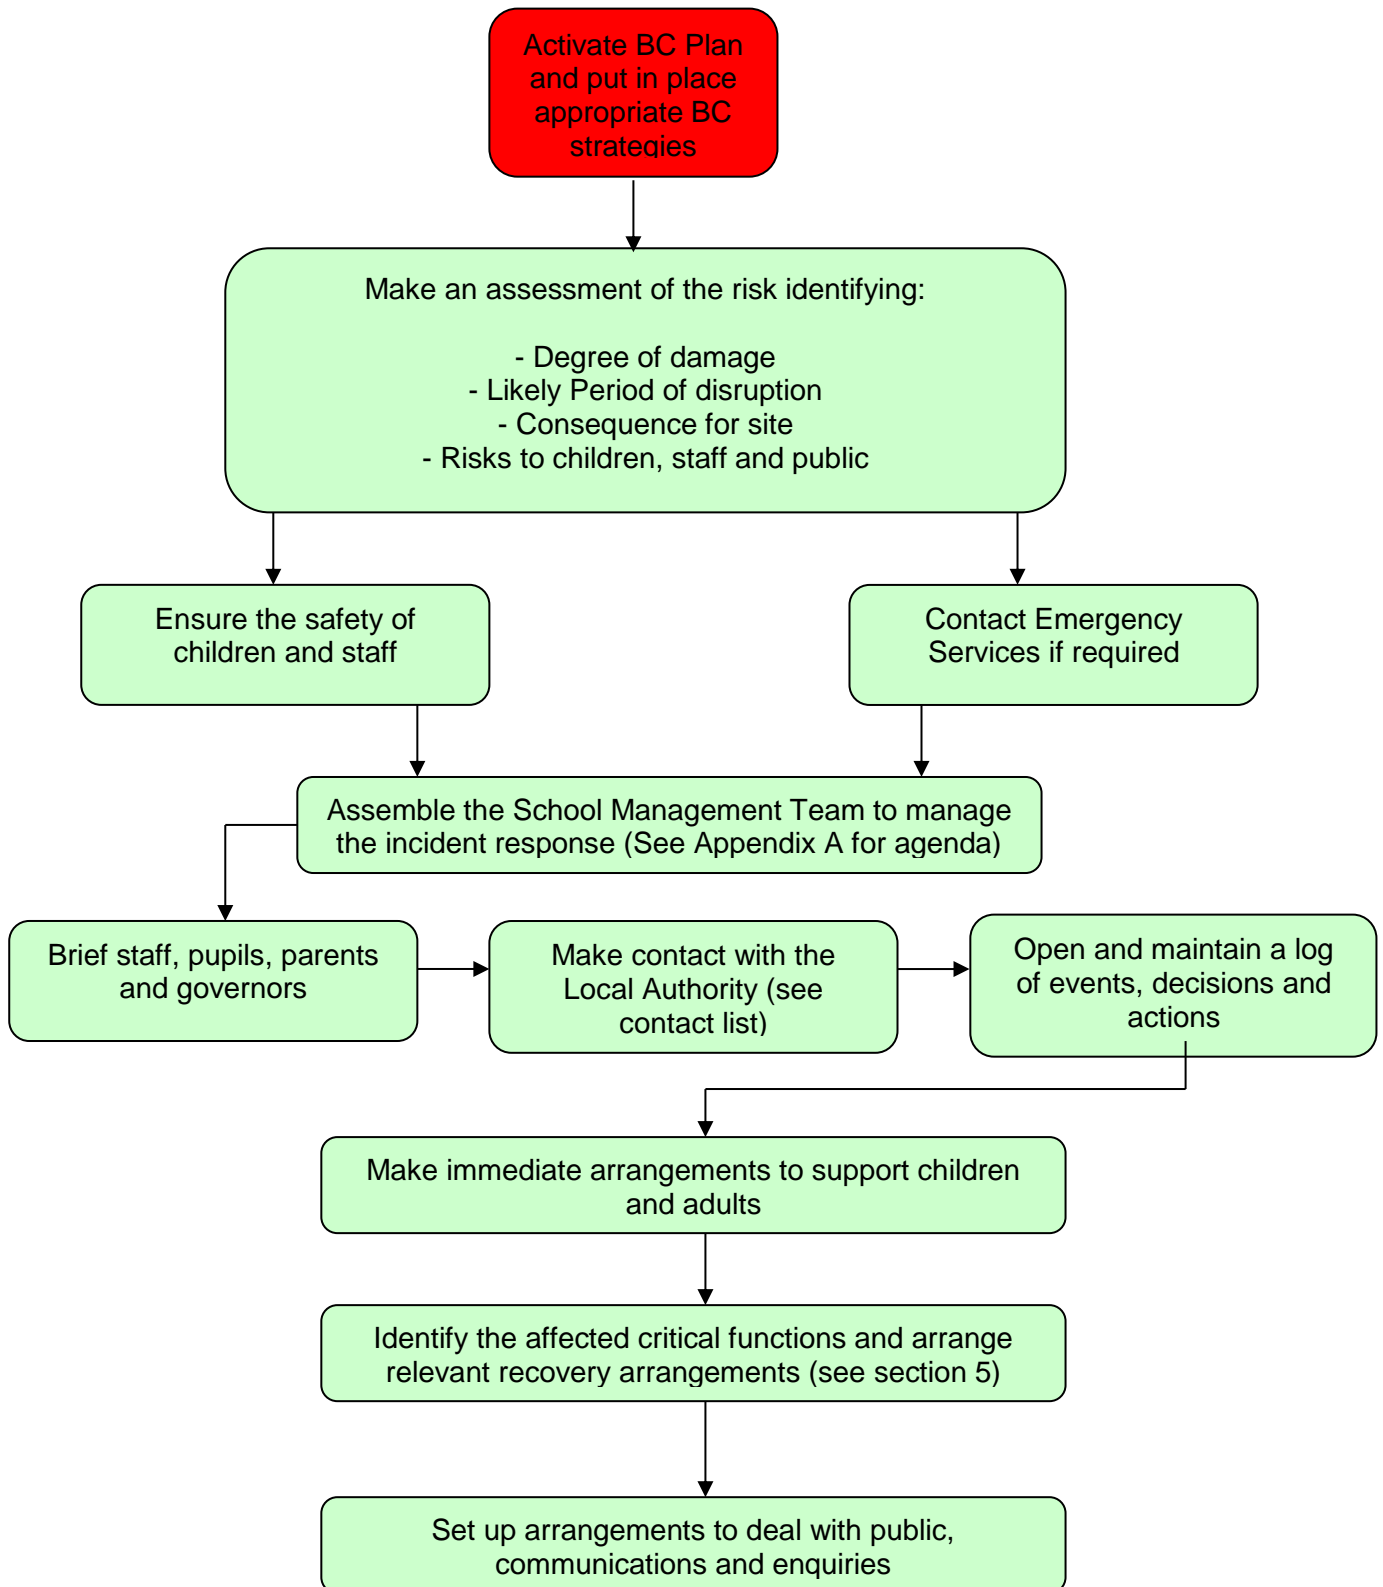 Activate BC Plan
and put in place
appropriate BC
strategies
Make an assessment of the risk identifying:
- Degree of damage
- Likely Period of disruption
- Consequence for site
- Risks to children, staff and public
Ensure the safety of
children and staff
Contact Emergency
Services if required
Assemble the School Management Team to manage
the incident response (See Appendix A for agenda)
Brief staff, pupils, parents
and governors
Make contact with the
Local Authority (see
contact list)
Open and maintain a log
of events, decisions and
actions
Make immediate arrangements to support children
and adults
Identify the affected critical functions and arrange
relevant recovery arrangements (see section 5)
Set up arrangements to deal with public,
communications and enquiries